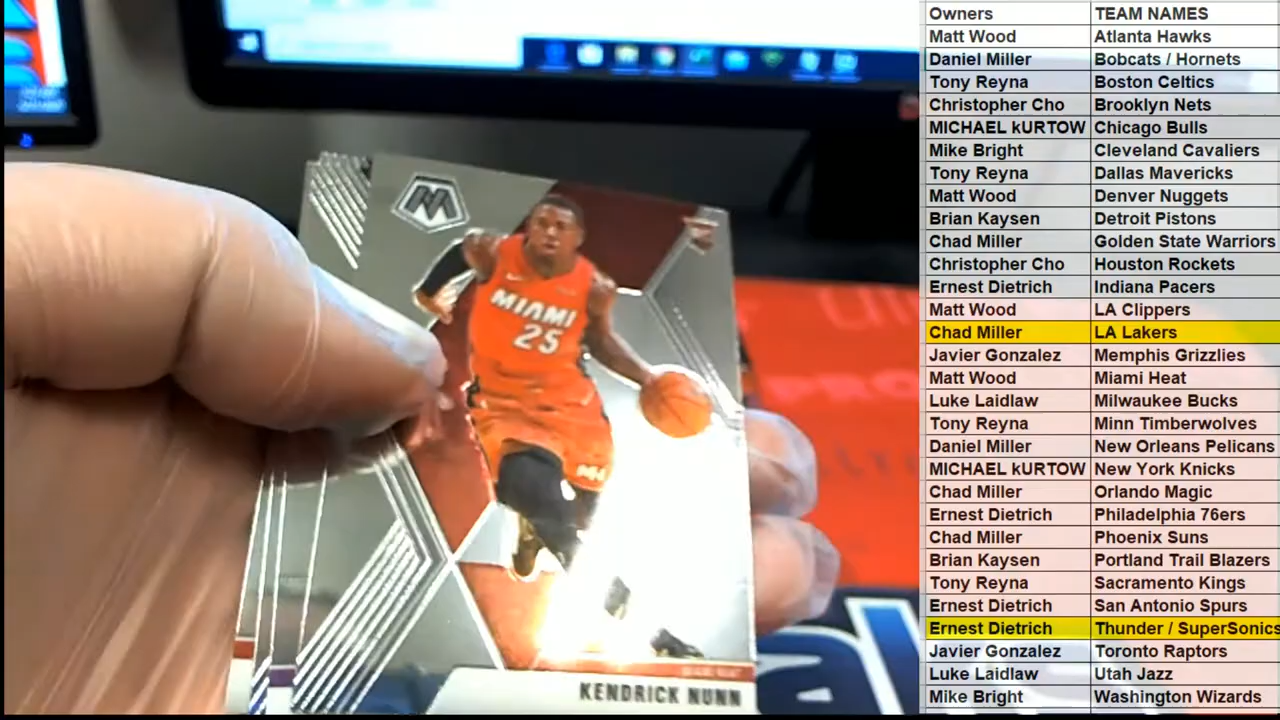 MIAMI
25
KENDRICK NUNN
Owners TEAM NAMES
Matt Wood Atlanta Hawks
Daniel Miller Bobcats / Hornets
Tony Reyna Boston Celtics
Christopher Cho Brooklyn Nets
MICHAEL kURTOW Chicago Bulls
Mike Bright Cleveland Cavaliers
Tony Reyna Dallas Mavericks
Matt Wood Denver Nuggets
Brian Kaysen Detroit Pistons
Chad Miller Golden State Warriors
Christopher Cho Houston Rockets
Ernest Dietrich Indiana Pacers
Matt Wood LA Clippers
Chad Miller LA Lakers
Javier Gonzalez Memphis Grizzlies
Matt Wood Miami Heat
Luke Laidlaw Milwaukee Bucks
Tony Reyna Minn Timberwolves
Daniel Miller New Orleans Pelicans
MICHAEL kURTOW New York Knicks
Chad Miller Orlando Magic
Ernest Dietrich Philadelphia 76ers
Chad Miller Phoenix Suns
Brian Kaysen Portland Trail Blazers
Tony Reyna Sacramento Kings
Ernest Dietrich San Antonio Spurs
Ernest Dietrich Thunder / SuperSonics
Javier Gonzalez Toronto Raptors
Luke Laidlaw Utah Jazz
Mike Bright Washington Wizards